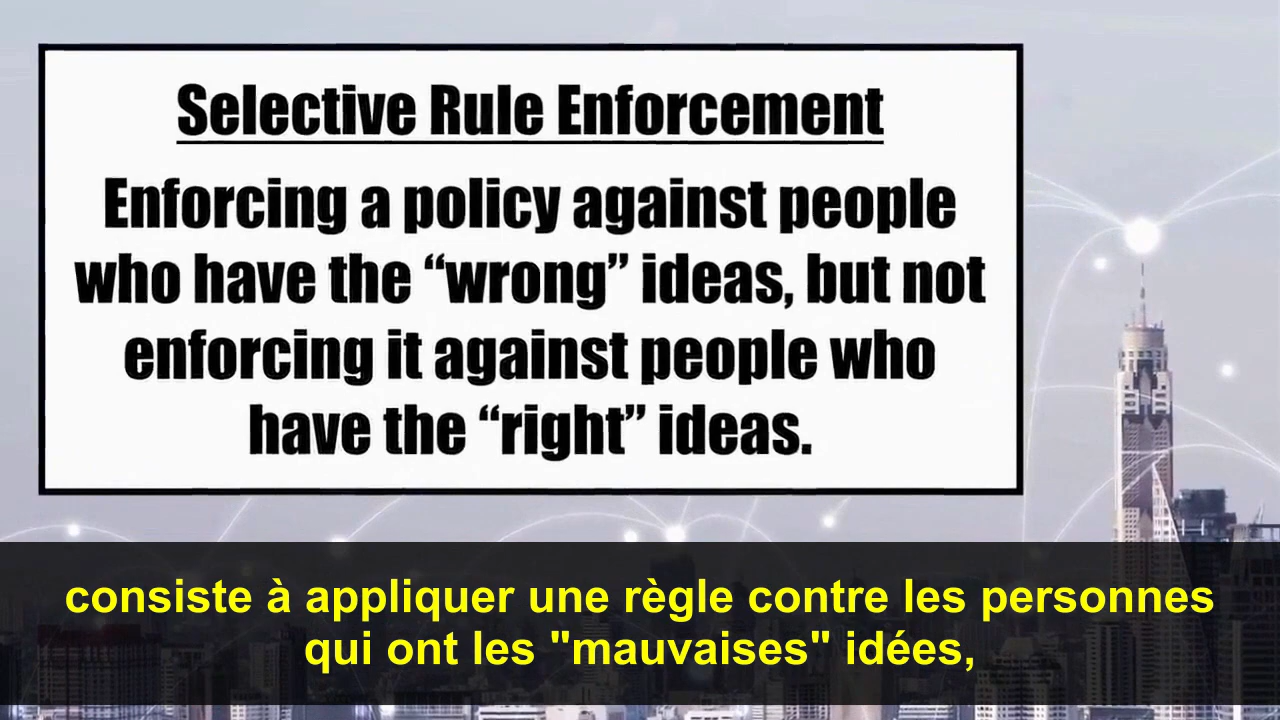 Selective Rule Enforcement
Enforcing a policy against people
who have the “wrong” ideas, but not
enforcing it against people who
have the “right” ideas.
consiste à appliquer une règle contre les personnes
qui ont les "mauvaises" idées,